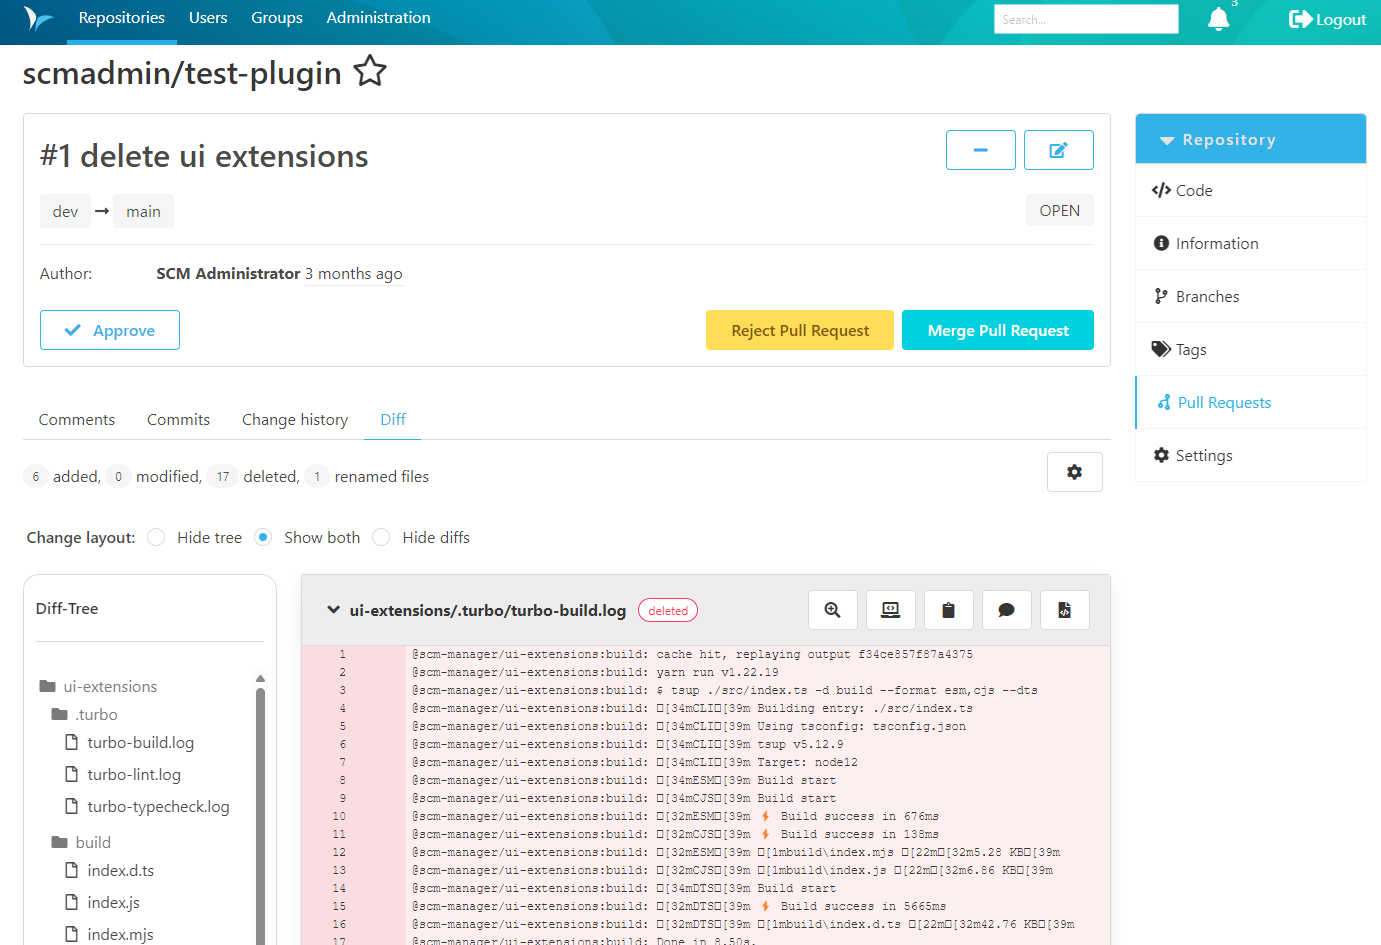 Repositories Users Groups Administration Search... 3 Logout
scmadmin/test-plugin
#1 delete ui extensions
dev main OPEN
Author: SCM Administrator 3 months ago
Approve Reject Pull Request Merge Pull Request
Comments Commits Change history Diff
6 added, 0 modified, 17 deleted, 1 renamed files
Change layout: Hide tree Show both Hide diffs
Repository
Code
Information
Branches
Tags
Pull Requests
Settings
Diff-Tree
ui-extensions
.turbo
turbo-build.log
turbo-lint.log
turbo-typecheck.log
build
index.d.ts
index.js
index.mjs
ui-extensions/.turbo/turbo-build.log deleted
1 @scm-manager/ui-extensions:build: cache hit, replaying output f34ce857f87a4375
2 @scm-manager/ui-extensions:build: yarn run v1.22.19
3 @scm-manager/ui-extensions:build: $ tsup ./src/index.ts -d build --format esm,cjs --dts
4 @scm-manager/ui-extensions:build: □[34mCLI□[39m Building entry: ./src/index.ts
5 @scm-manager/ui-extensions:build: □[34mCLI□[39m Using tsconfig: tsconfig.json
6 @scm-manager/ui-extensions:build: □[34mCLI□[39m tsup v5.12.9
7 @scm-manager/ui-extensions:build: □[34mCLI□[39m Target: node12
8 @scm-manager/ui-extensions:build: □[34mESM□[39m Build start
9 @scm-manager/ui-extensions:build: □[34mCJS□[39m Build start
10 @scm-manager/ui-extensions:build: □[32mESM□[39m ⚡ Build success in 676ms
11 @scm-manager/ui-extensions:build: □[32mCJS□[39m ⚡ Build success in 138ms
12 @scm-manager/ui-extensions:build: □[32mESM□[39m □[1mbuild\index.mjs □[22m□[32m5.28 KB□[39m
13 @scm-manager/ui-extensions:build: □[32mCJS□[39m □[1mbuild\index.js □[22m□[32m6.86 KB□[39m
14 @scm-manager/ui-extensions:build: □[34mDTS□[39m Build start
15 @scm-manager/ui-extensions:build: □[32mDTS□[39m ⚡ Build success in 5665ms
16 @scm-manager/ui-extensions:build: □[32mDTS□[39m □[1mbuild\index.d.ts □[22m□[32m42.76 KB□[39m
17 @scm-manager/ui-extensions:build: Done in 8.50s.